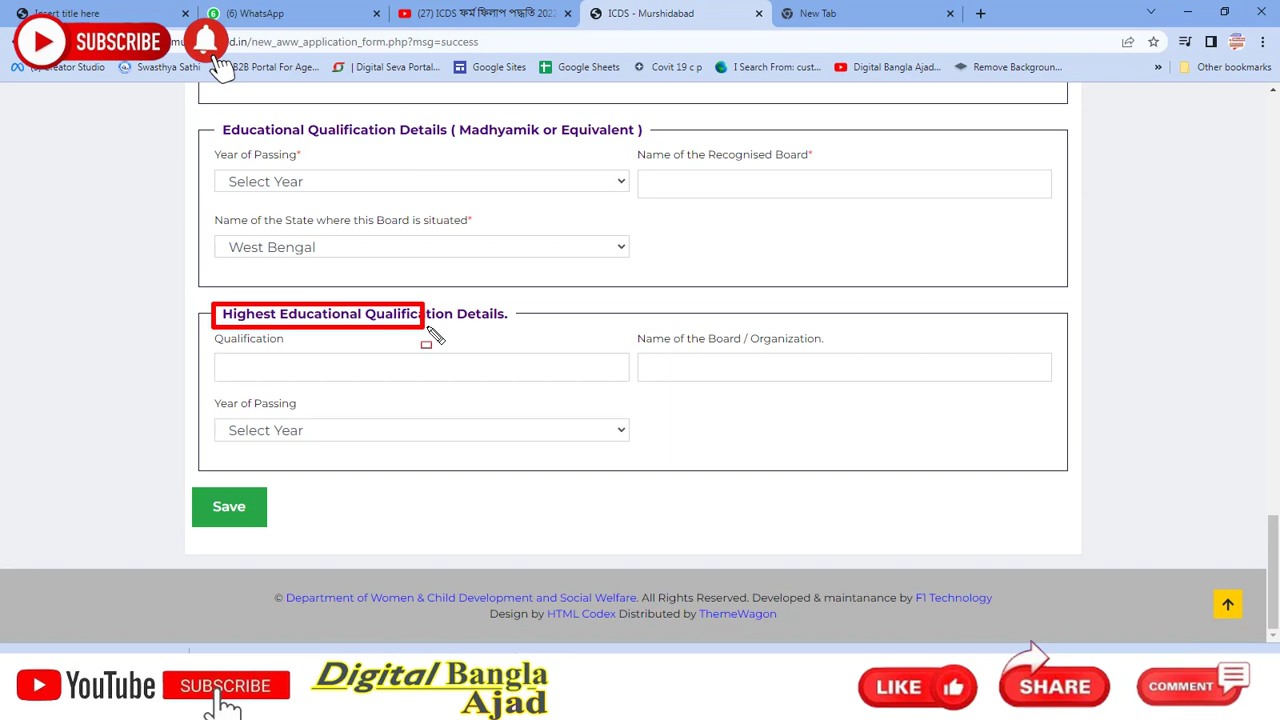 Insert title here
(6) WhatsApp
(27) ICDS ফর্ম ফিলাপ পদ্ধতি 202
ICDS - Murshidabad
New Tab
SUBSCRIBE
d.in/new_aww_application_form.php?msg=success
Creator Studio
Swasthya Sathi
B2B Portal For Age...
| Digital Seva Portal...
Google Sites
Google Sheets
Covit 19 c p
I Search From: cust...
Digital Bangla Ajad...
Remove Backgroun...
»
Other bookmarks
Educational Qualification Details ( Madhyamik or Equivalent )
Year of Passing*
Name of the Recognised Board*
Select Year
Name of the State where this Board is situated*
West Bengal
Highest Educational Qualification Details.
Qualification
Name of the Board / Organization.
Year of Passing
Select Year
Save
© Department of Women & Child Development and Social Welfare. All Rights Reserved. Developed & maintanance by F1 Technology
Design by HTML Codex Distributed by ThemeWagon
YouTube
SUBSCRIBE
Digital Bangla
Ajad
LIKE
SHARE
COMMENT